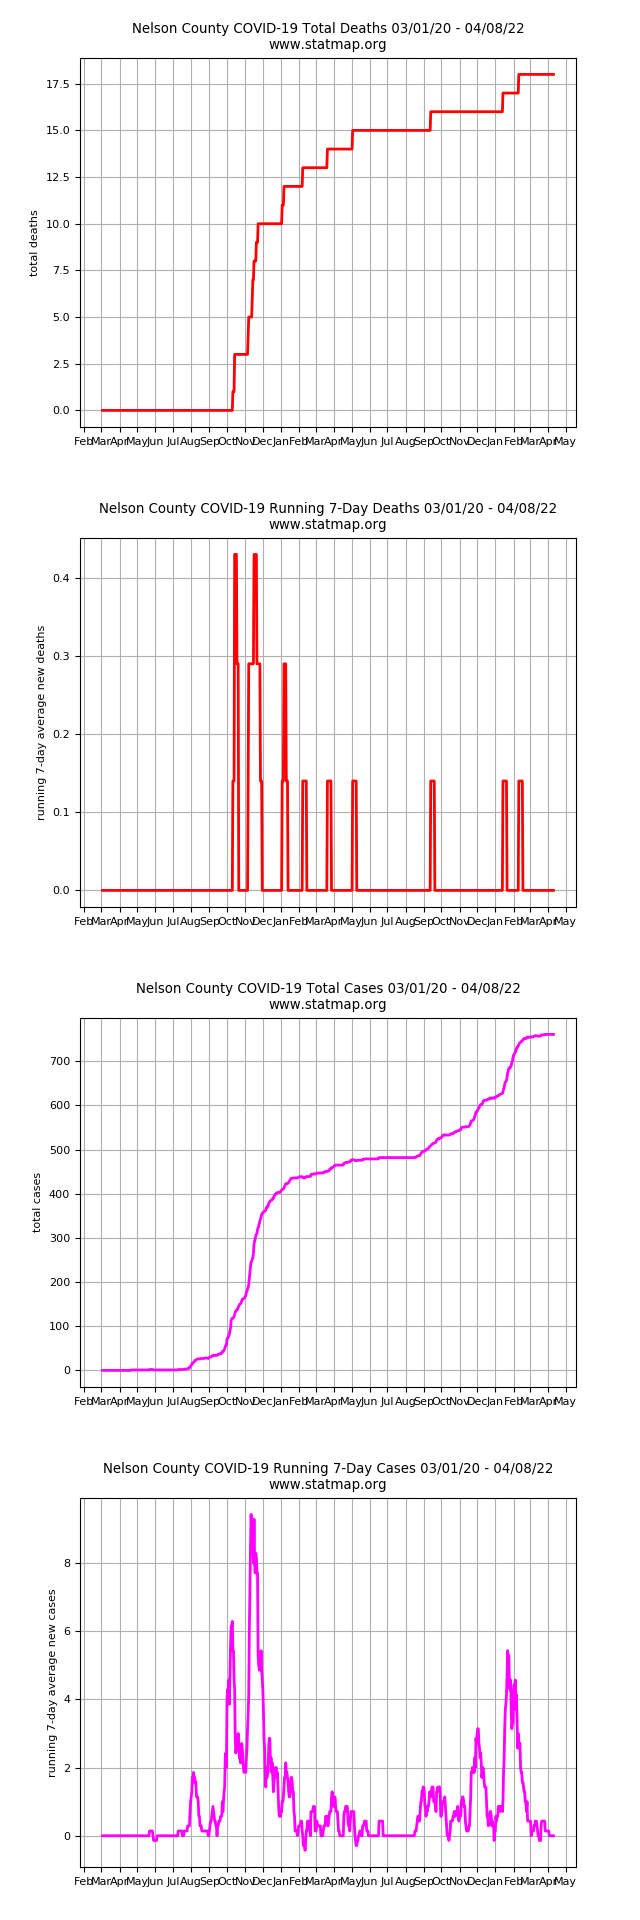 Nelson County COVID-19 Total Deaths 03/01/20 - 04/08/22
www.statmap.org
17.5
15.0
12.5
10.0
7.5
5.0
2.5
0.0
total deaths
Feb Mar Apr May Jun Jul Aug Sep Oct Nov Dec Jan Feb Mar Apr May Jun Jul Aug Sep Oct Nov Dec Jan Feb Mar Apr May
Nelson County COVID-19 Running 7-Day Deaths 03/01/20 - 04/08/22
www.statmap.org
0.4
0.3
0.2
0.1
0.0
running 7-day average new deaths
Feb Mar Apr May Jun Jul Aug Sep Oct Nov Dec Jan Feb Mar Apr May Jun Jul Aug Sep Oct Nov Dec Jan Feb Mar Apr May
Nelson County COVID-19 Total Cases 03/01/20 - 04/08/22
www.statmap.org
700
600
500
400
300
200
100
0
total cases
Feb Mar Apr May Jun Jul Aug Sep Oct Nov Dec Jan Feb Mar Apr May Jun Jul Aug Sep Oct Nov Dec Jan Feb Mar Apr May
Nelson County COVID-19 Running 7-Day Cases 03/01/20 - 04/08/22
www.statmap.org
8
6
4
2
0
running 7-day average new cases
Feb Mar Apr May Jun Jul Aug Sep Oct Nov Dec Jan Feb Mar Apr May Jun Jul Aug Sep Oct Nov Dec Jan Feb Mar Apr May